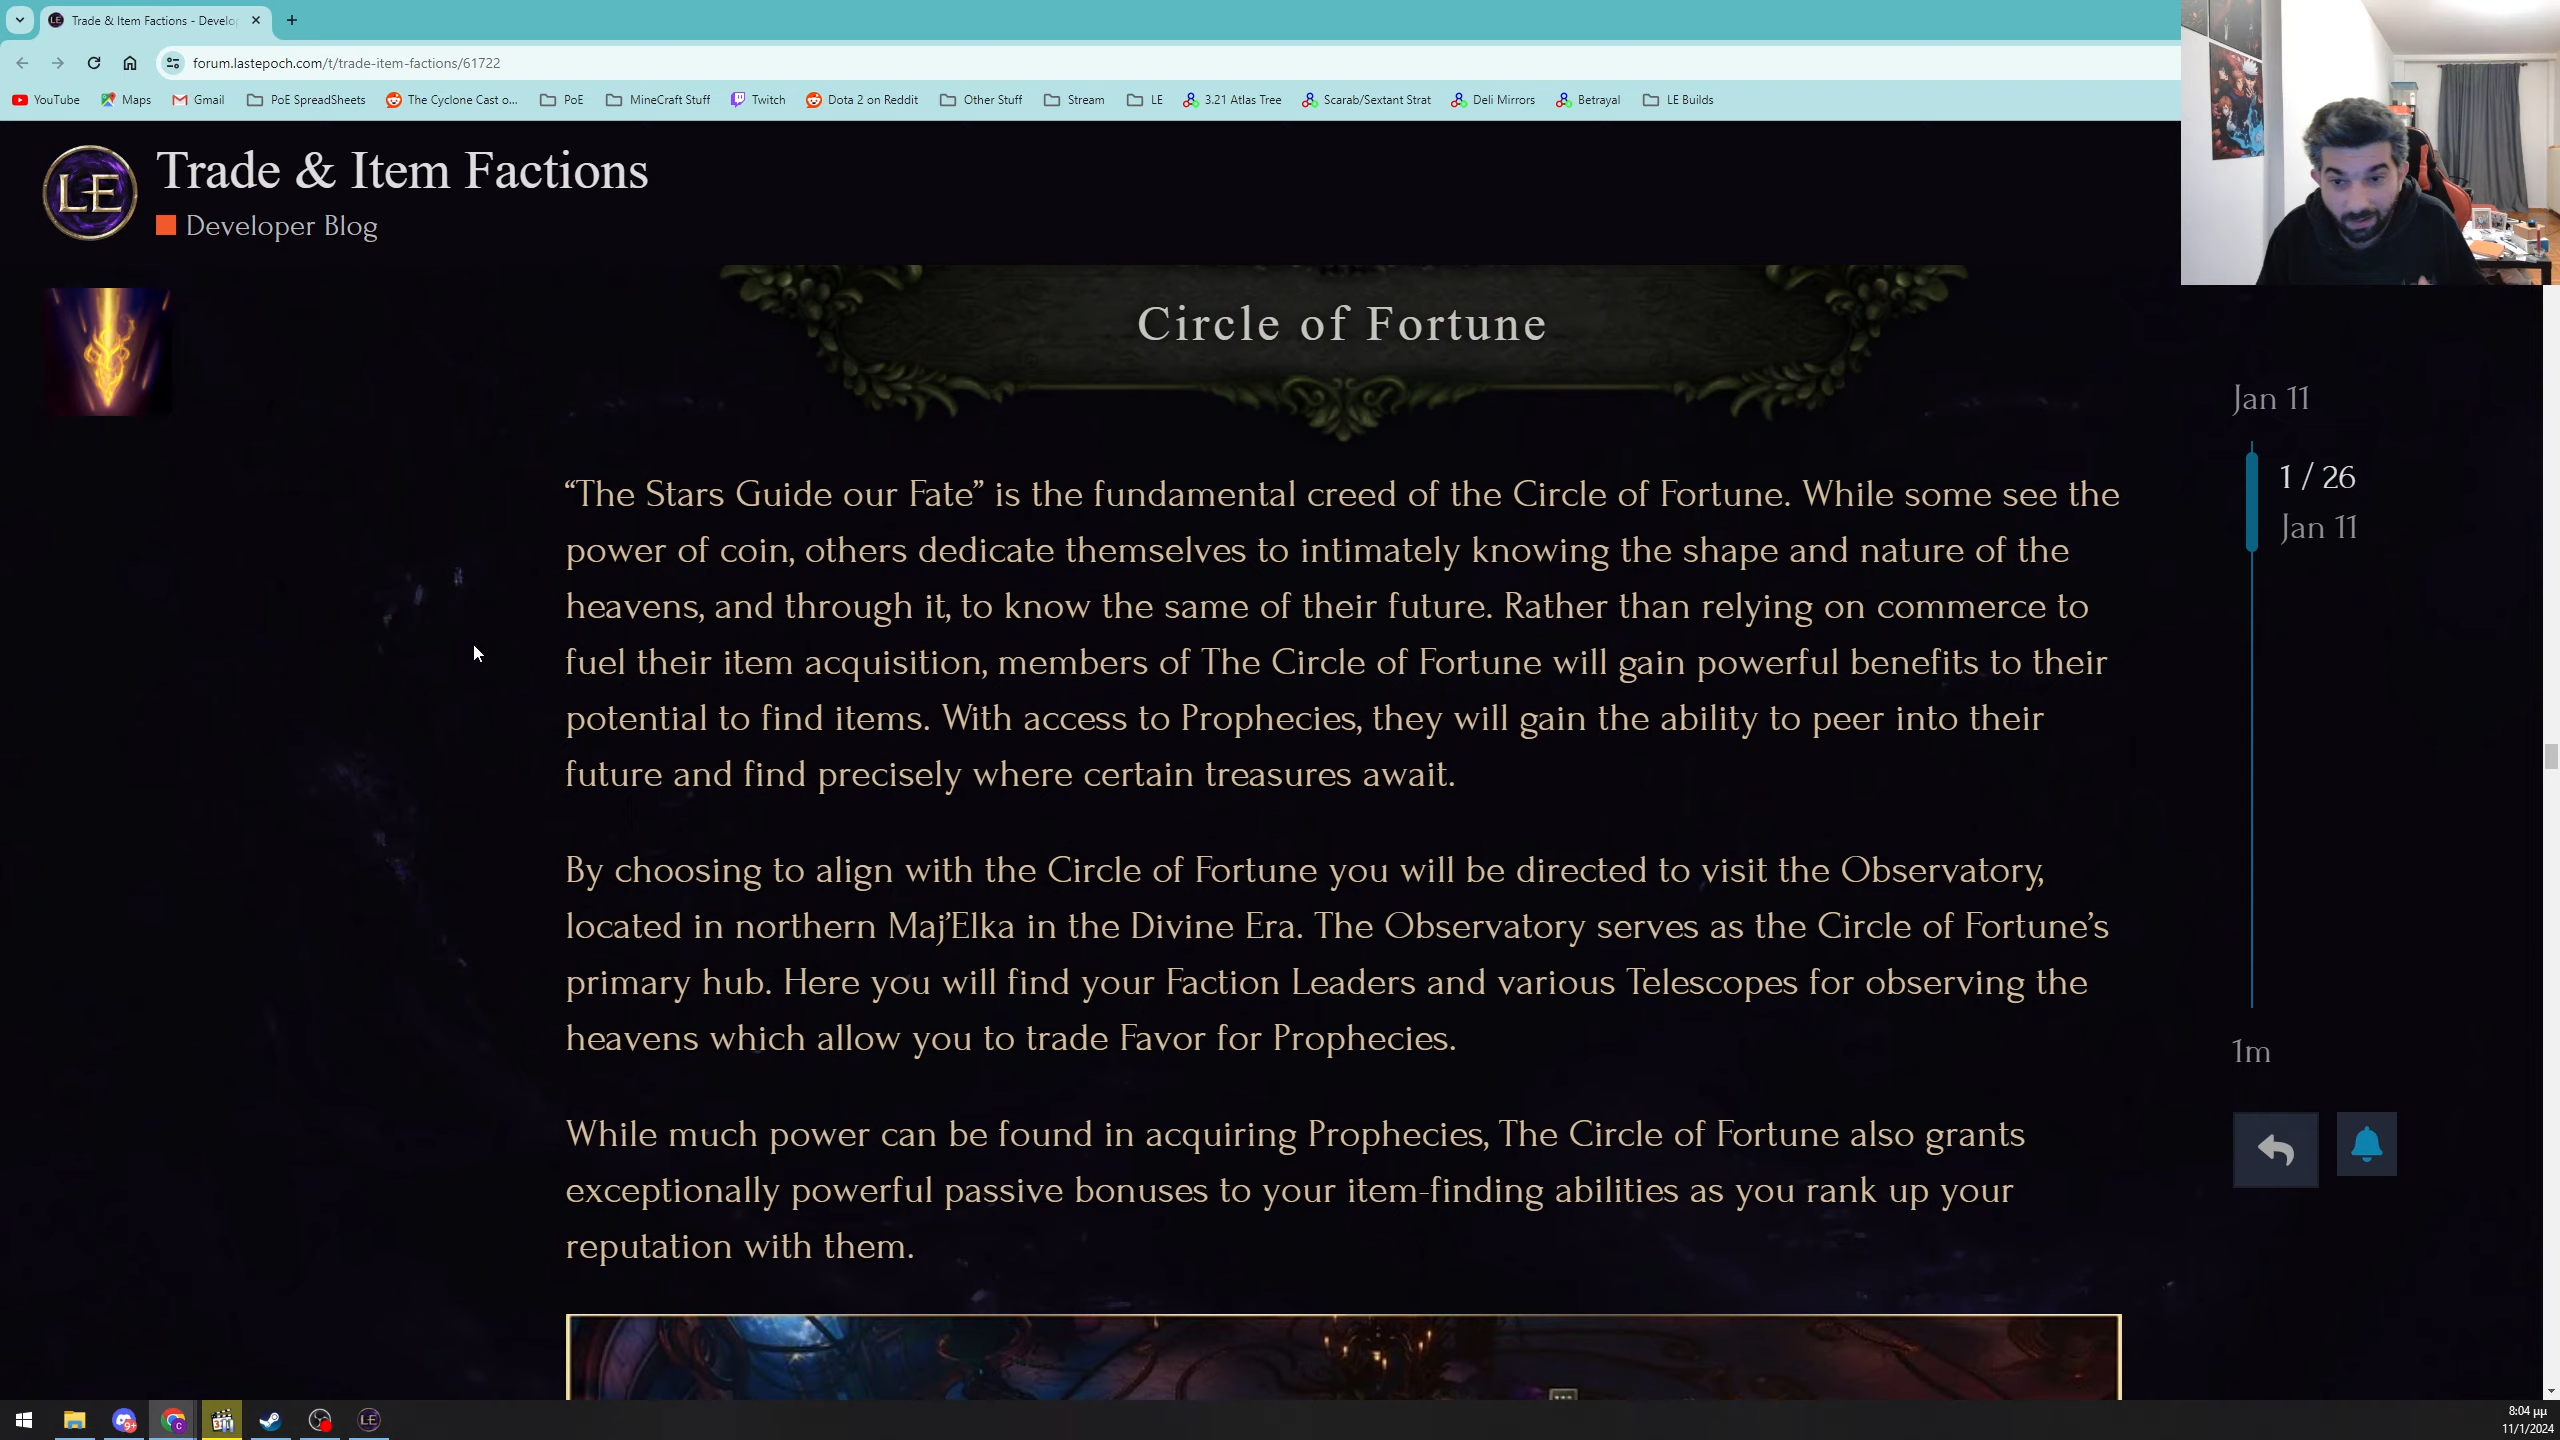 Trade & Item Factions - Develo
forum.lastepoch.com/t/trade-item-factions/61722
YouTube Maps Gmail PoE SpreadSheets The Cyclone Cast o... PoE MineCraft Stuff Twitch Dota 2 on Reddit Other Stuff Stream LE 3.21 Atlas Tree Scarab/Sextant Strat Deli Mirrors Betrayal LE Builds
LE
Trade & Item Factions
Developer Blog
Circle of Fortune
Jan 11
1 / 26
Jan 11
“The Stars Guide our Fate” is the fundamental creed of the Circle of Fortune. While some see the
power of coin, others dedicate themselves to intimately knowing the shape and nature of the
heavens, and through it, to know the same of their future. Rather than relying on commerce to
fuel their item acquisition, members of The Circle of Fortune will gain powerful benefits to their
potential to find items. With access to Prophecies, they will gain the ability to peer into their
future and find precisely where certain treasures await.
By choosing to align with the Circle of Fortune you will be directed to visit the Observatory,
located in northern Maj’Elka in the Divine Era. The Observatory serves as the Circle of Fortune’s
primary hub. Here you will find your Faction Leaders and various Telescopes for observing the
heavens which allow you to trade Favor for Prophecies.
1m
While much power can be found in acquiring Prophecies, The Circle of Fortune also grants
exceptionally powerful passive bonuses to your item-finding abilities as you rank up your
reputation with them.
9+
LE
8:04 μμ
11/1/2024